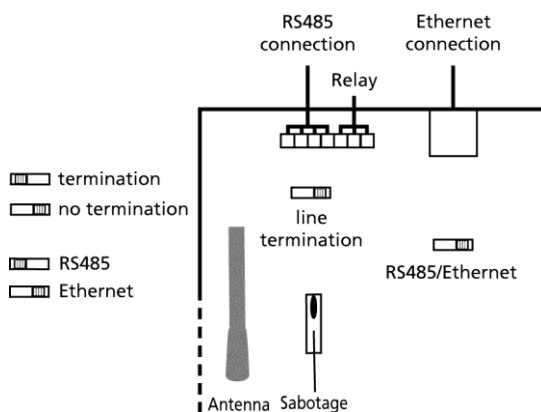 RS485
connection
Ethernet
connection
Relay
termination
no termination
RS485
Ethernet
line
termination
RS485/Ethernet
Antenna
Sabotage